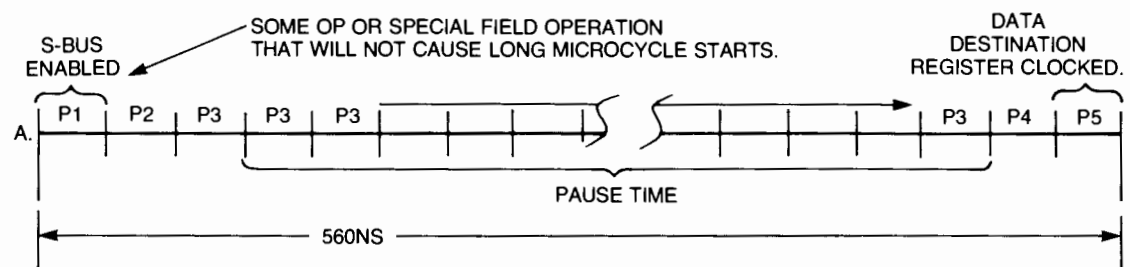 SOME OP OR SPECIAL FIELD OPERATION
THAT WILL NOT CAUSE LONG MICROCYCLE STARTS.
DATA
DESTINATION
REGISTER CLOCKED.
S-BUS
ENABLED
A.
P1 P2 P3 P3 P3 P3 P4 P5
PAUSE TIME
560NS